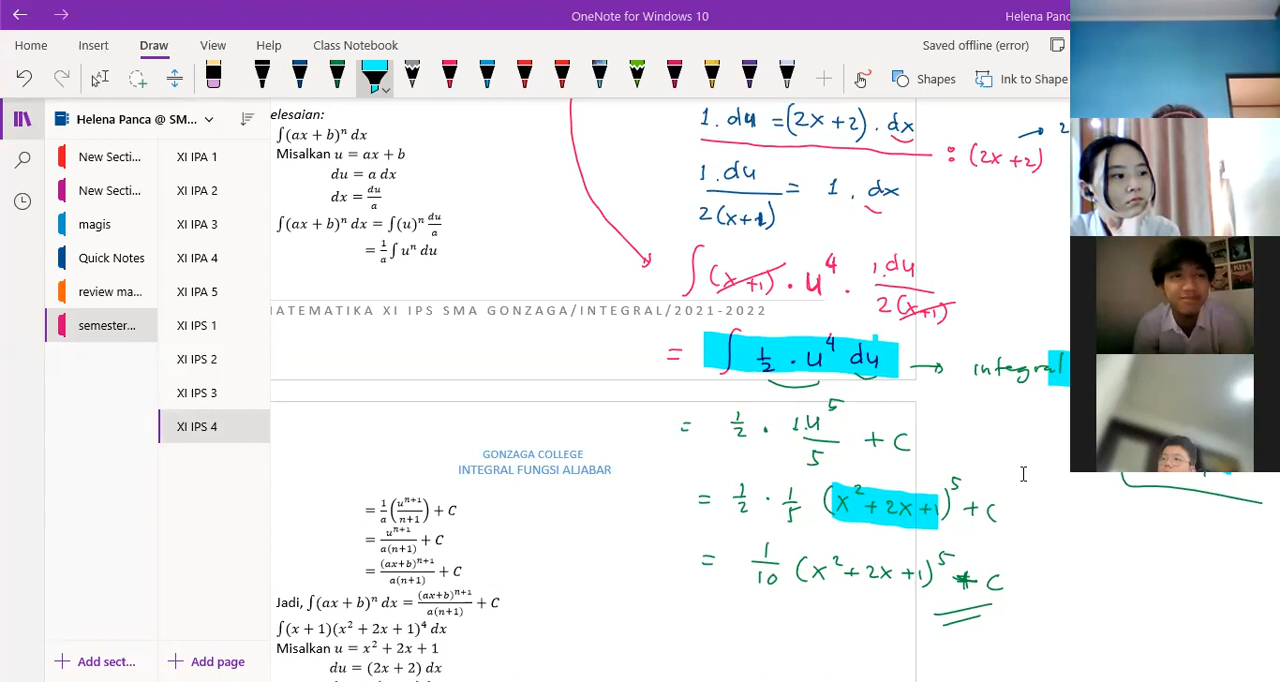 OneNote for Windows 10
Helena Panc
Home Insert Draw View Help Class Notebook
Saved offline (error)
Shapes
Ink to Shape
Helena Panca @ SM...
New Secti...
New Secti...
magis
Quick Notes
review ma...
semester...
Add sect...
XI IPA 1
XI IPA 2
XI IPA 3
XI IPA 4
XI IPA 5
XI IPS 1
XI IPS 2
XI IPS 3
XI IPS 4
Add page
elesaian:
∫(ax + b)ⁿ dx
Misalkan u = ax + b
du = a dx
dx = du/a
∫(ax + b)ⁿ dx = ∫(u)ⁿ du/a
= 1/a ∫ uⁿ du
MATEMATIKA XI IPS SMA GONZAGA/INTEGRAL/2021-2022
GONZAGA COLLEGE
INTEGRAL FUNGSI ALJABAR
= 1/a (uⁿ⁺¹/n+1) + C
= uⁿ⁺¹/a(n+1) + C
= (ax+b)ⁿ⁺¹/a(n+1) + C
Jadi, ∫(ax + b)ⁿ dx = (ax+b)ⁿ⁺¹/a(n+1) + C
∫(x + 1)(x² + 2x + 1)⁴ dx
Misalkan u = x² + 2x + 1
du = (2x + 2) dx
1. du = (2x + 2) . dx
: (2x + 2)
→ 2
1. du/2(x+1) = 1 . dx
∫ (x+1) . u⁴ . 1.du/2(x+1)
= ∫ 1/2 . u⁴ du → integral
= 1/2 . 1.u⁵/5 + C
= 1/2 . 1/5 (x² + 2x + 1)⁵ + C
= 1/10 (x² + 2x + 1)⁵ + C